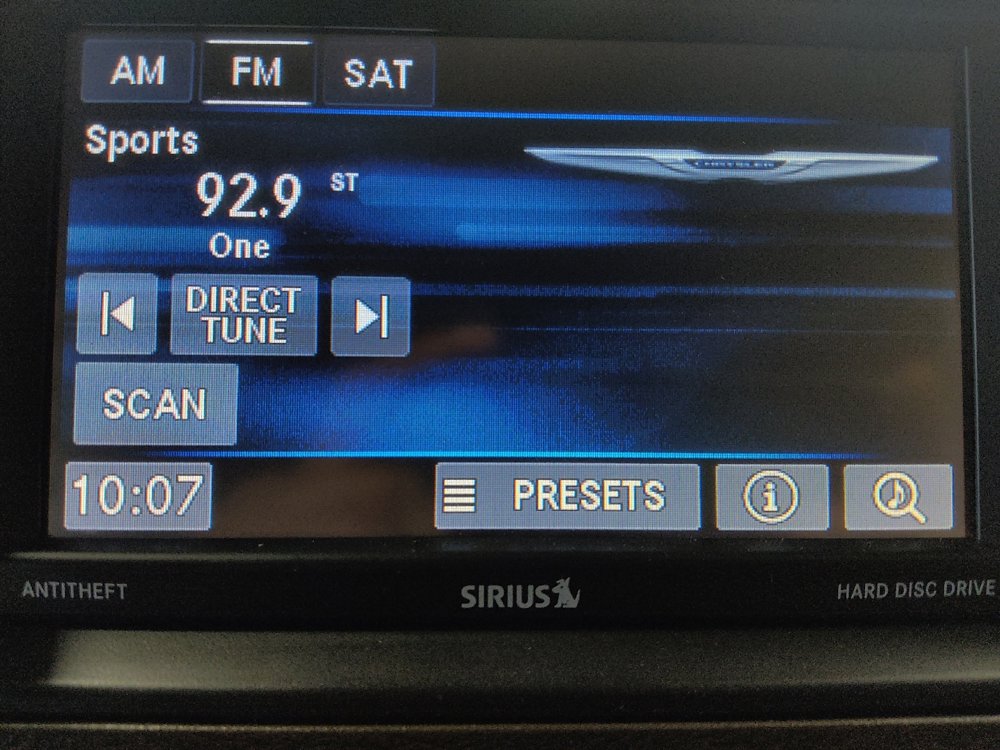 AM FM SAT
Sports
CHRYSLER
92.9 ST
One
DIRECT
TUNE
SCAN
10:07 PRESETS i
ANTITHEFT SIRIUS HARD DISC DRIVE